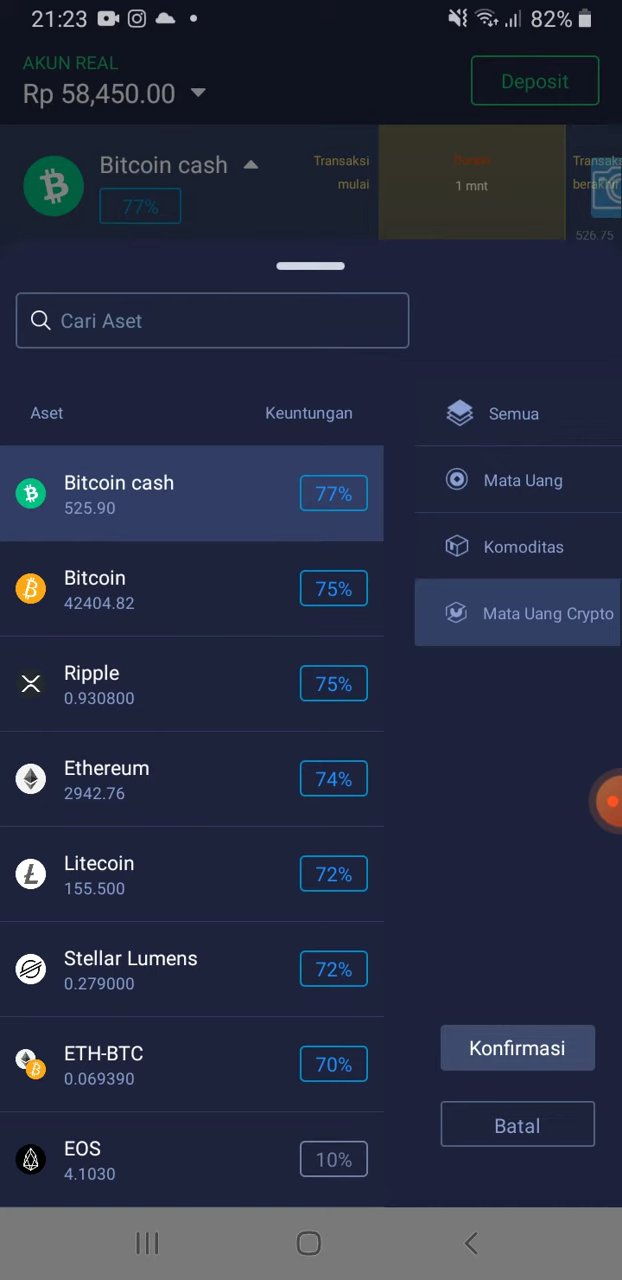 21:23
82%
AKUN REAL
Rp 58,450.00
Deposit
Bitcoin cash
77%
Transaksi
mulai
Durasi
1 mnt
526.75
Cari Aset
Aset
Keuntungan
Bitcoin cash
525.90
77%
Bitcoin
42404.82
75%
Ripple
0.930800
75%
Ethereum
2942.76
74%
Litecoin
155.500
72%
Stellar Lumens
0.279000
72%
ETH-BTC
0.069390
70%
EOS
4.1030
10%
Semua
Mata Uang
Komoditas
Mata Uang Crypto
Konfirmasi
Batal